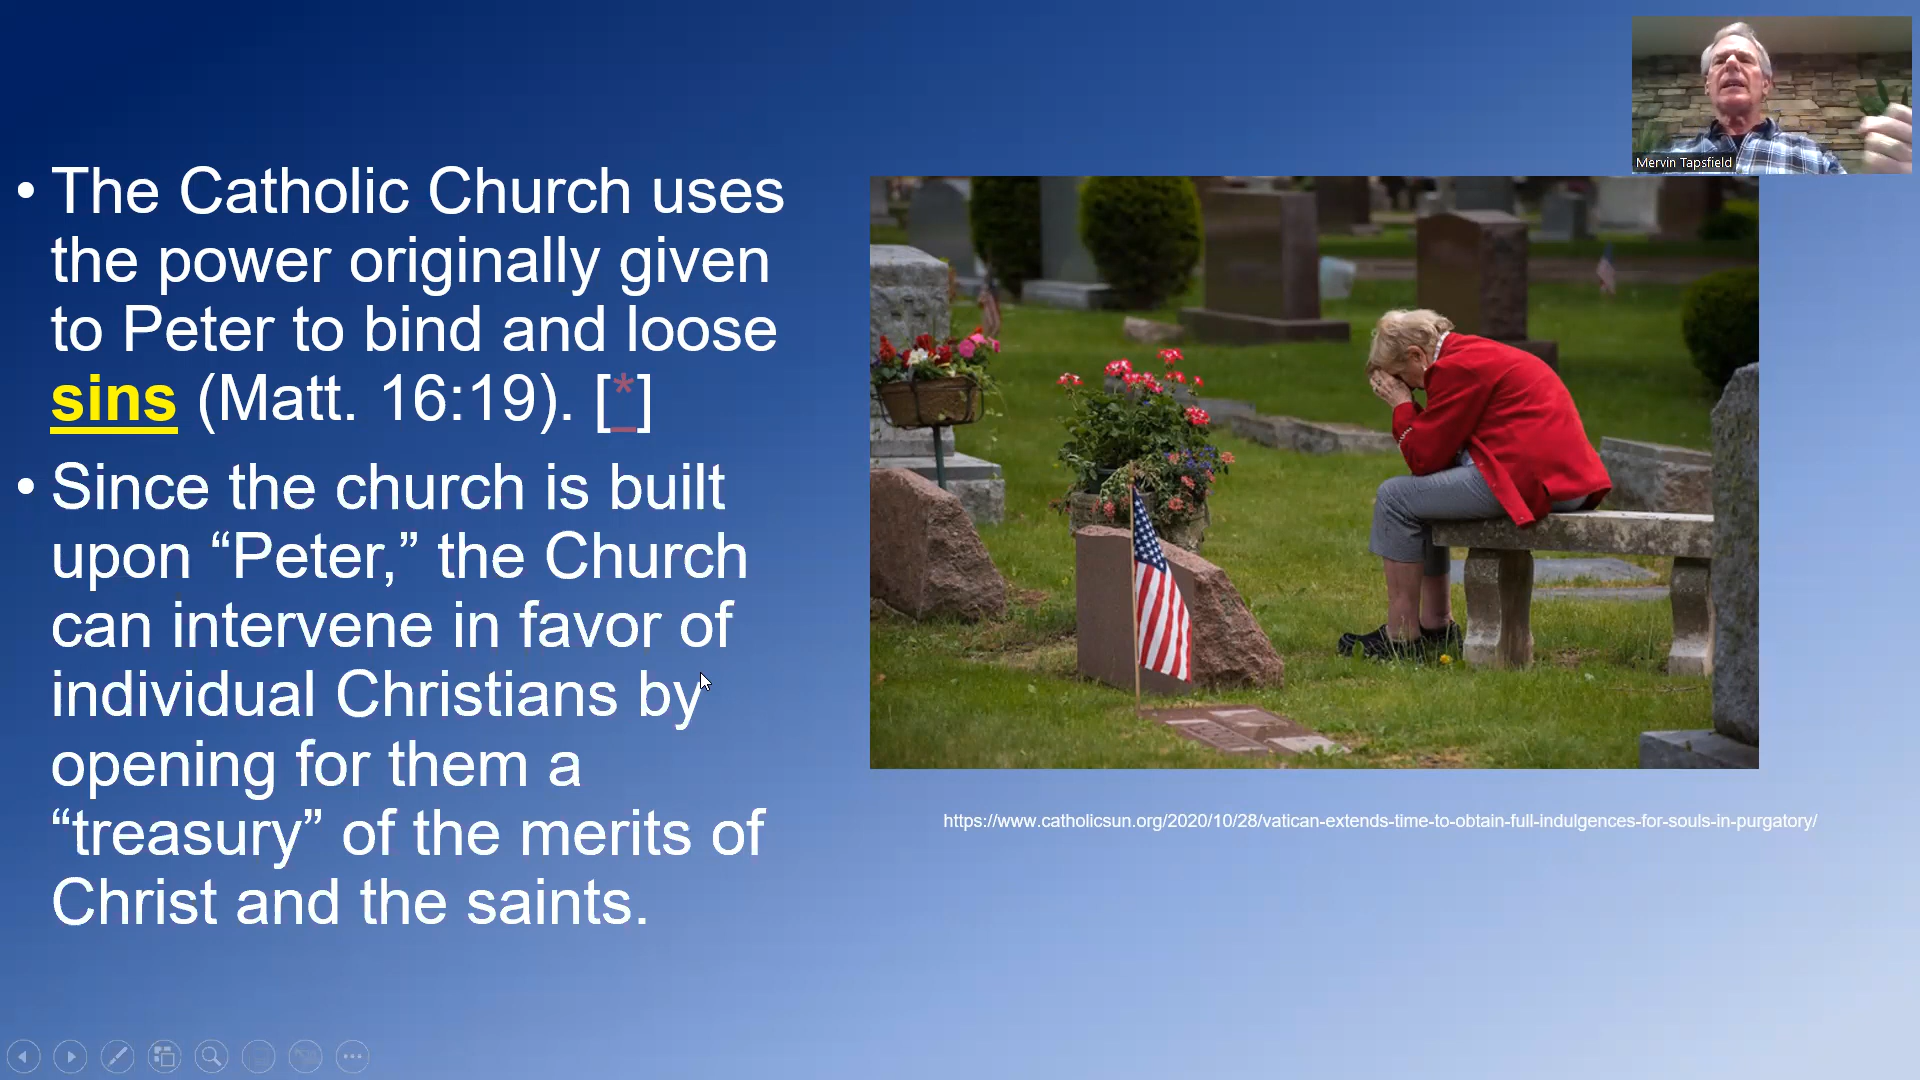 Mervin Tapsfield
• The Catholic Church uses
the power originally given
to Peter to bind and loose
sins (Matt. 16:19). [*]
• Since the church is built
upon “Peter,” the Church
can intervene in favor of
individual Christians by
opening for them a
“treasury” of the merits of
Christ and the saints.
https://www.catholicsun.org/2020/10/28/vatican-extends-time-to-obtain-full-indulgences-for-souls-in-purgatory/